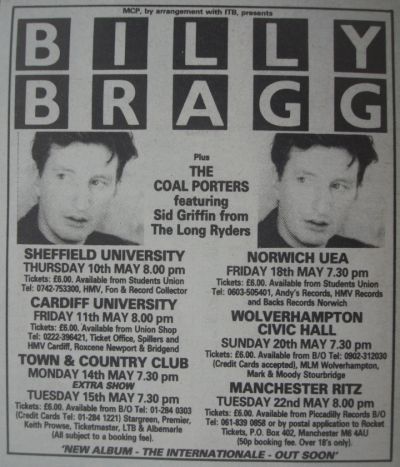 MCP, by arrangement with ITB, presents
BILLY
BRAGG
Plus
THE
COAL PORTERS
featuring
Sid Griffin from
The Long Ryders
SHEFFIELD UNIVERSITY
THURSDAY 10th MAY 8.00 pm
Tickets: £6.00. Available from Students Union
Tel: 0742-753300, HMV, Fon & Record Collector
CARDIFF UNIVERSITY
FRIDAY 11th MAY 8.00pm
Tickets: £6.00. Available from Union Shop
Tel: 0222-396421, Ticket Office, Spillers and
HMV Cardiff, Roxcene Newport & Bridgend
TOWN & COUNTRY CLUB
MONDAY 14th MAY 7.30 pm
EXTRA SHOW
TUESDAY 15th MAY 7.30 pm
Tickets: £6.00. Available from B/O Tel: 01-284 0303
(Credit Cards Tel: 01-284 1221) Stargreen, Premier,
Keith Prowse, Ticketmaster, LTB & Albemarle
(All subject to a booking fee).
NORWICH UEA
FRIDAY 18th MAY 7.30 pm
Tickets: £6.00. Available from Students Union
Tel: 0603-505401, Andy's Records, HMV Records
and Backs Records Norwich
WOLVERHAMPTON
CIVIC HALL
SUNDAY 20th MAY 7.30 pm
Tickets: £6.00. Available from B/O Tel: 0902-312030
(Credit Cards accepted), MLM Wolverhampton,
Mark & Moody Stourbridge
MANCHESTER RITZ
TUESDAY 22nd MAY 8.00 pm
Tickets: £6.00. Available from Piccadilly Records B/O
Tel: 061-839 0858 or by postal application to Rocket
Tickets, P.O. Box 402, Manchester M6 4AU
(50p booking fee. Over 18's only).
'NEW ALBUM - THE INTERNATIONALE - OUT SOON'